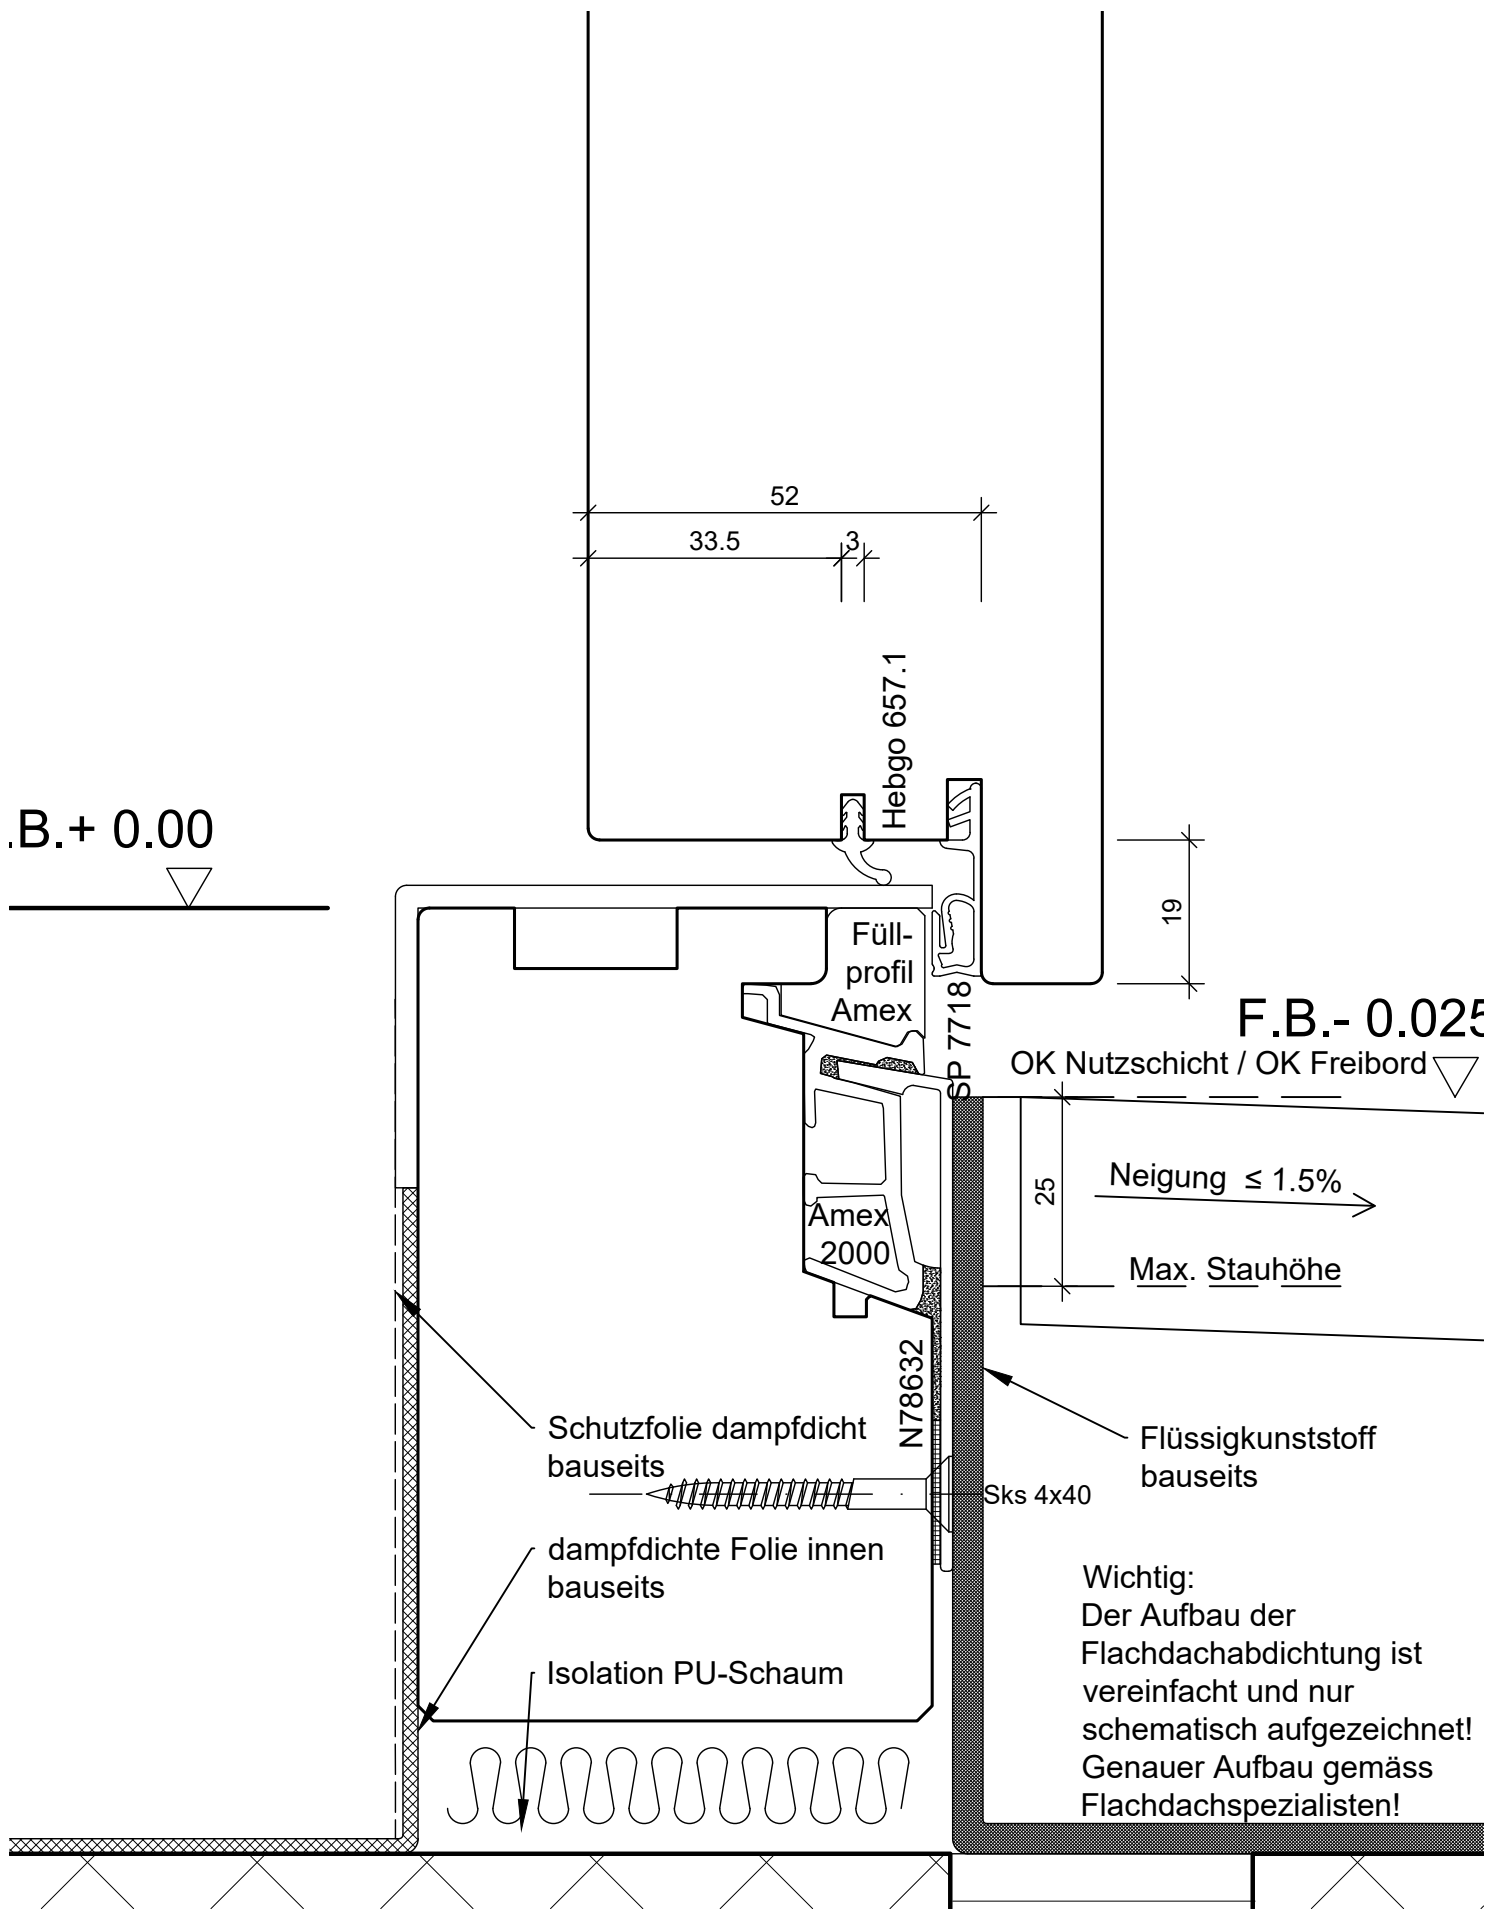 52
33.5
3
Hebgo 657.1
.B.+ 0.00
19
Füll-
profil
Amex
SP 7718
F.B.- 0.025
OK Nutzschicht / OK Freibord
Neigung ≤ 1.5%
25
Max. Stauhöhe
Amex
2000
N78632
Schutzfolie dampfdicht
bauseits
Flüssigkunststoff
bauseits
Sks 4x40
dampfdichte Folie innen
bauseits
Isolation PU-Schaum
Wichtig:
Der Aufbau der
Flachdachabdichtung ist
vereinfacht und nur
schematisch aufgezeichnet!
Genauer Aufbau gemäss
Flachdachspezialisten!